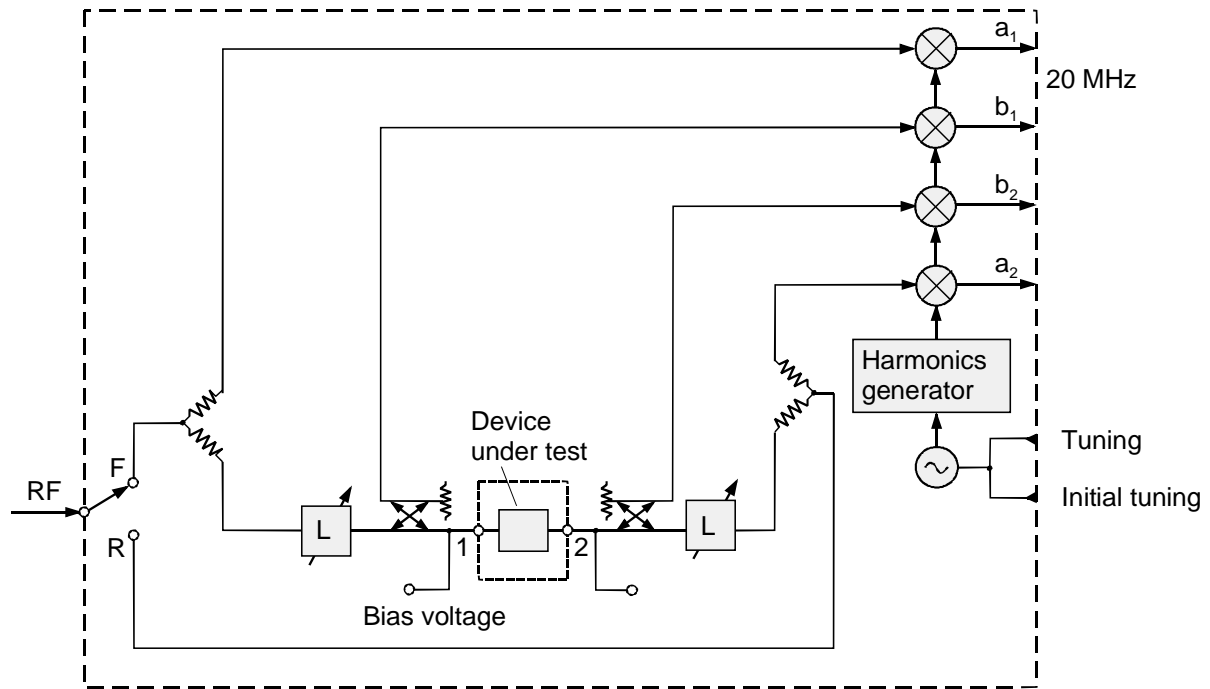 a1
20 MHz
b1
b2
a2
Harmonics
generator
Device
under test
Tuning
F
RF
Initial tuning
L
L
R
1
2
Bias voltage